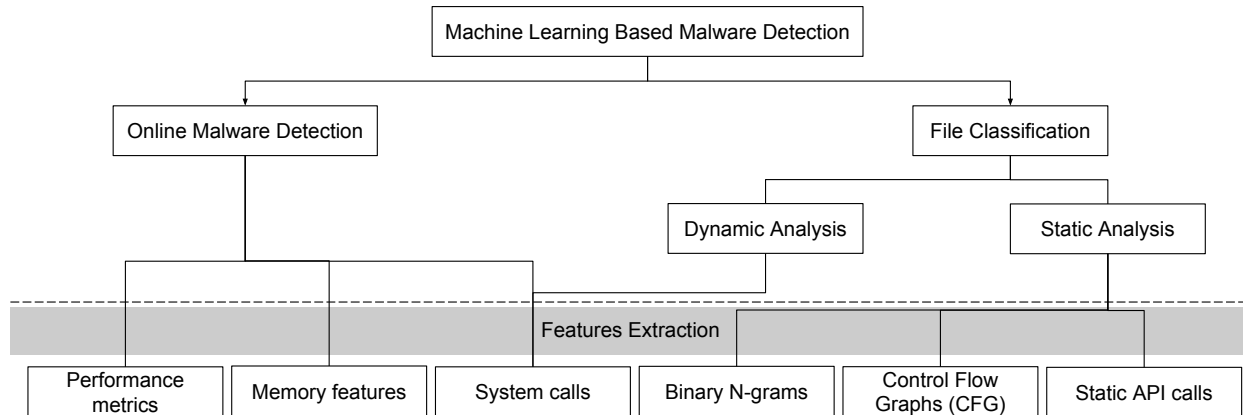 Machine Learning Based Malware Detection
Online Malware Detection
File Classification
Dynamic Analysis
Static Analysis
Features Extraction
Performance
metrics
Memory features
System calls
Binary N-grams
Control Flow
Graphs (CFG)
Static API calls